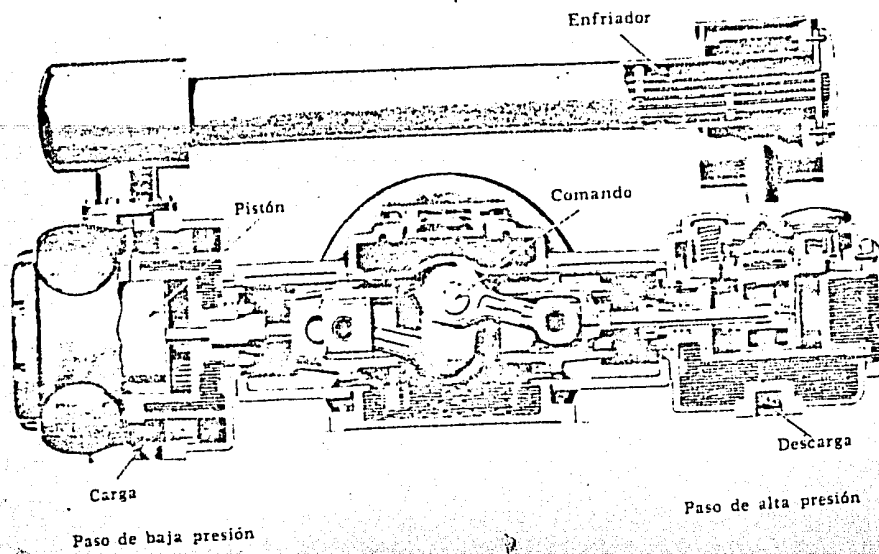 Enfriador
Pistón
Comando
Descarga
Carga
Paso de alta presión
Paso de baja presión